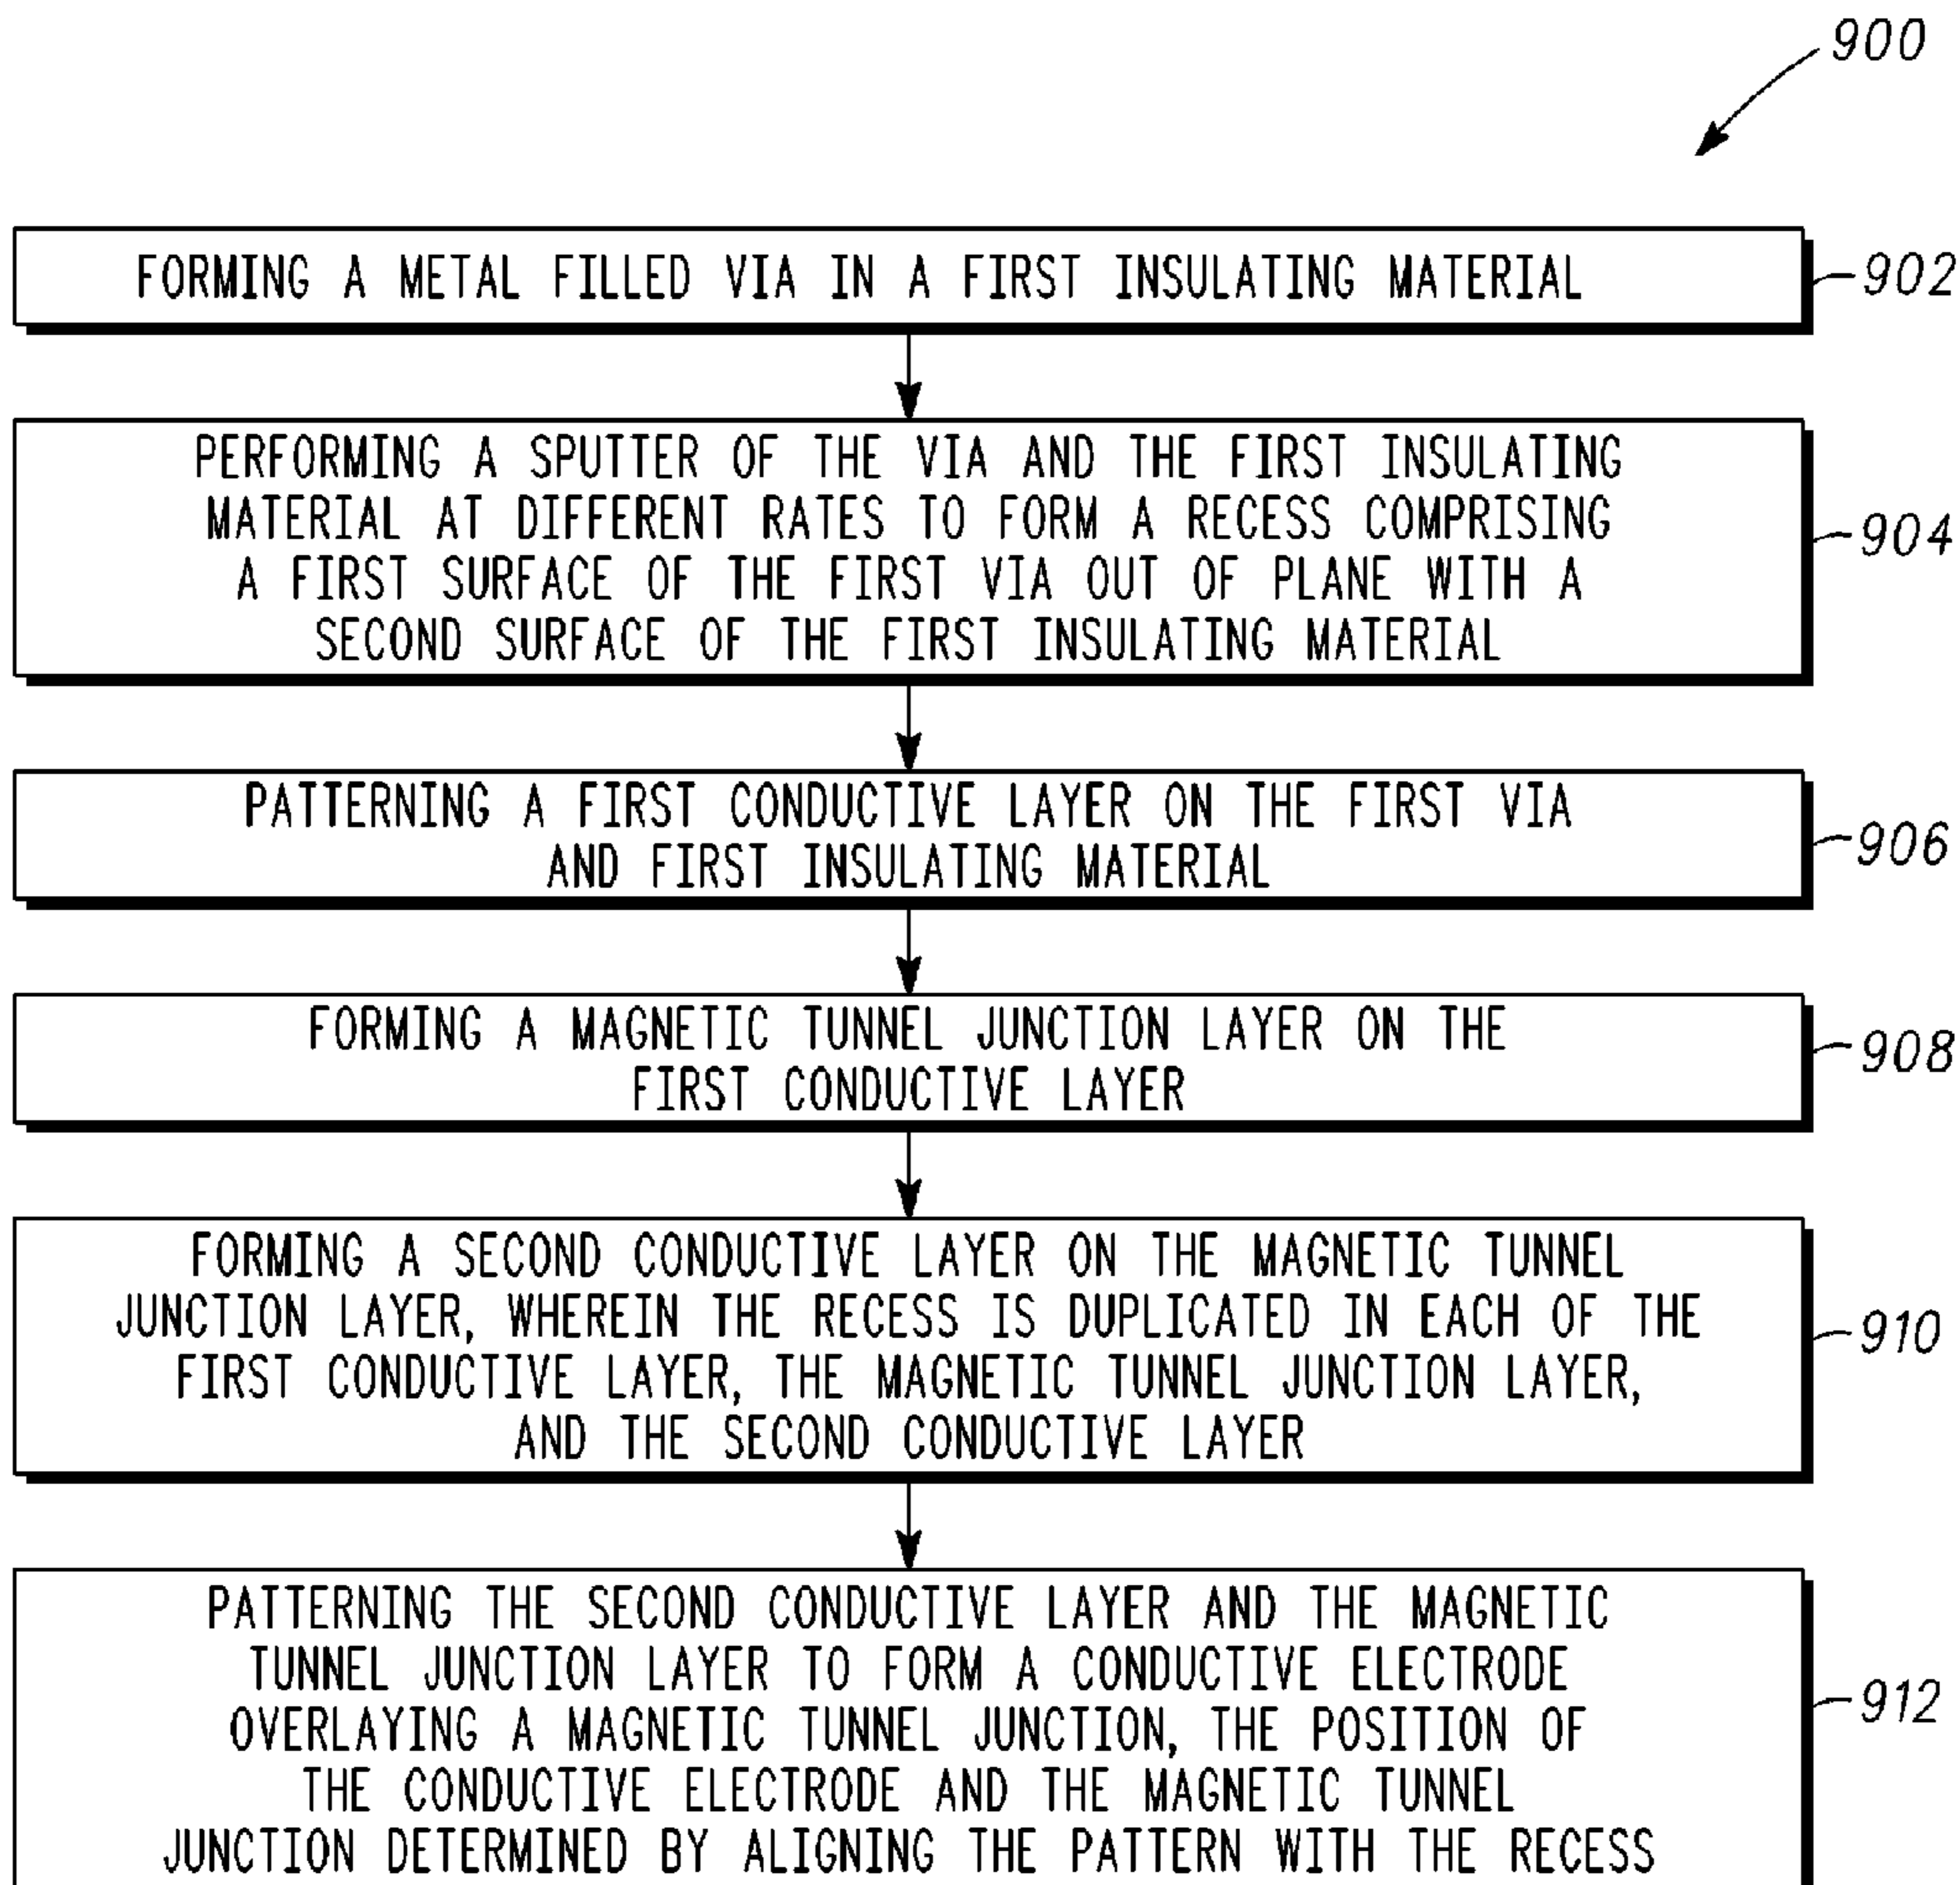 900
FORMING A METAL FILLED VIA IN A FIRST INSULATING MATERIAL
902
PERFORMING A SPUTTER OF THE VIA AND THE FIRST INSULATING
MATERIAL AT DIFFERENT RATES TO FORM A RECESS COMPRISING
A FIRST SURFACE OF THE FIRST VIA OUT OF PLANE WITH A
SECOND SURFACE OF THE FIRST INSULATING MATERIAL
904
PATTERNING A FIRST CONDUCTIVE LAYER ON THE FIRST VIA
AND FIRST INSULATING MATERIAL
906
FORMING A MAGNETIC TUNNEL JUNCTION LAYER ON THE
FIRST CONDUCTIVE LAYER
908
FORMING A SECOND CONDUCTIVE LAYER ON THE MAGNETIC TUNNEL
JUNCTION LAYER, WHEREIN THE RECESS IS DUPLICATED IN EACH OF THE
FIRST CONDUCTIVE LAYER, THE MAGNETIC TUNNEL JUNCTION LAYER,
AND THE SECOND CONDUCTIVE LAYER
910
PATTERNING THE SECOND CONDUCTIVE LAYER AND THE MAGNETIC
TUNNEL JUNCTION LAYER TO FORM A CONDUCTIVE ELECTRODE
OVERLAYING A MAGNETIC TUNNEL JUNCTION, THE POSITION OF
THE CONDUCTIVE ELECTRODE AND THE MAGNETIC TUNNEL
JUNCTION DETERMINED BY ALIGNING THE PATTERN WITH THE RECESS
912